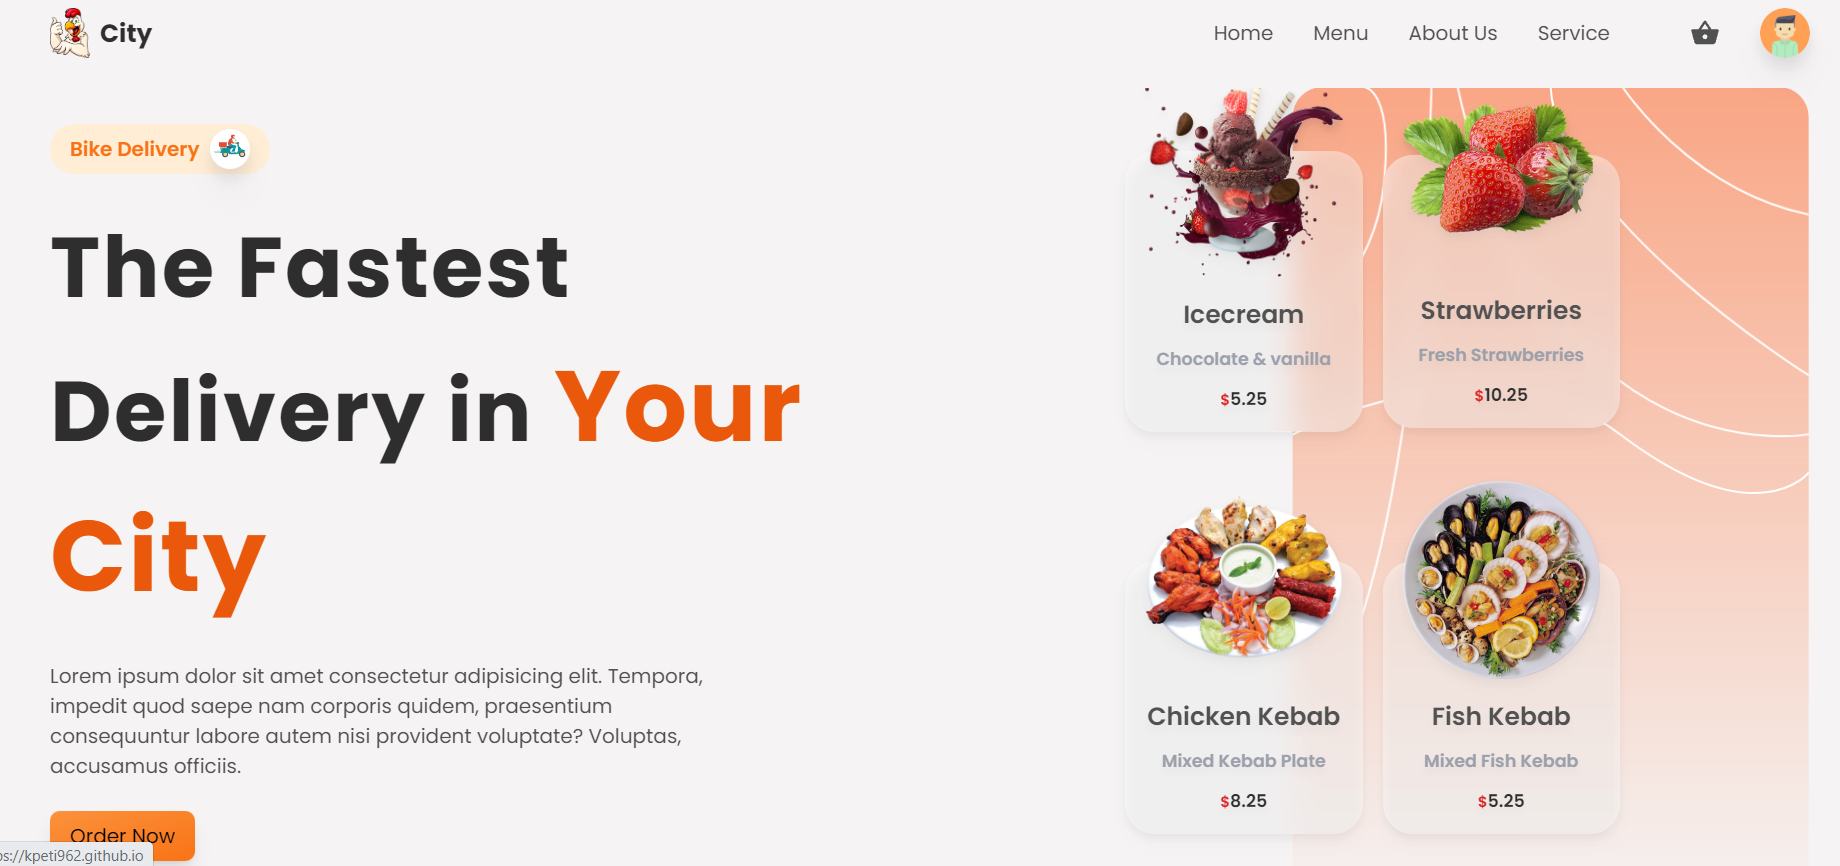 City
Home Menu About Us Service
Bike Delivery
The Fastest
Delivery in Your
City
Lorem ipsum dolor sit amet consectetur adipisicing elit. Tempora,
impedit quod saepe nam corporis quidem, praesentium
consequuntur labore autem nisi provident voluptate? Voluptas,
accusamus officiis.
Order Now
ps://kpeti962.github.io
Icecream
Chocolate & vanilla
$5.25
Strawberries
Fresh Strawberries
$10.25
Chicken Kebab
Mixed Kebab Plate
$8.25
Fish Kebab
Mixed Fish Kebab
$5.25